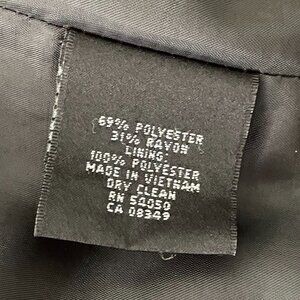 69% POLYESTER
31% RAYON
LINING:
100% POLYESTER
MADE IN VIETNAM
DRY CLEAN
RN 54050
CA 08349